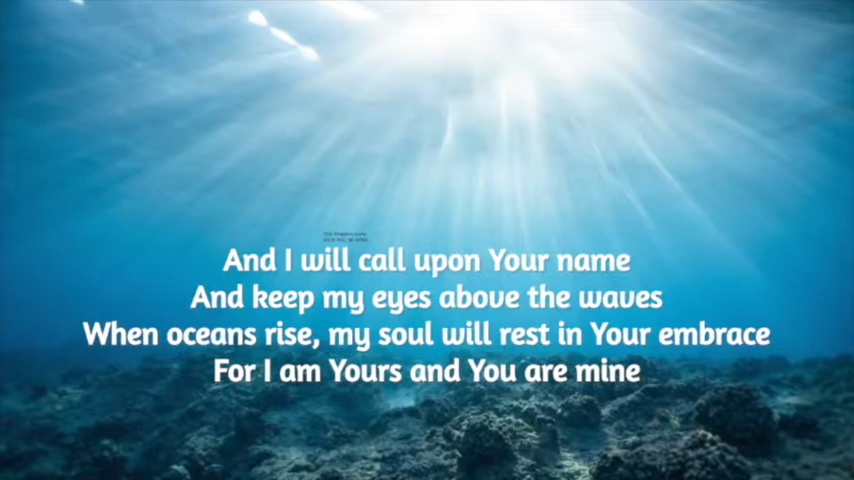 And I will call upon Your name
And keep my eyes above the waves
When oceans rise, my soul will rest in Your embrace
For I am Yours and You are mine